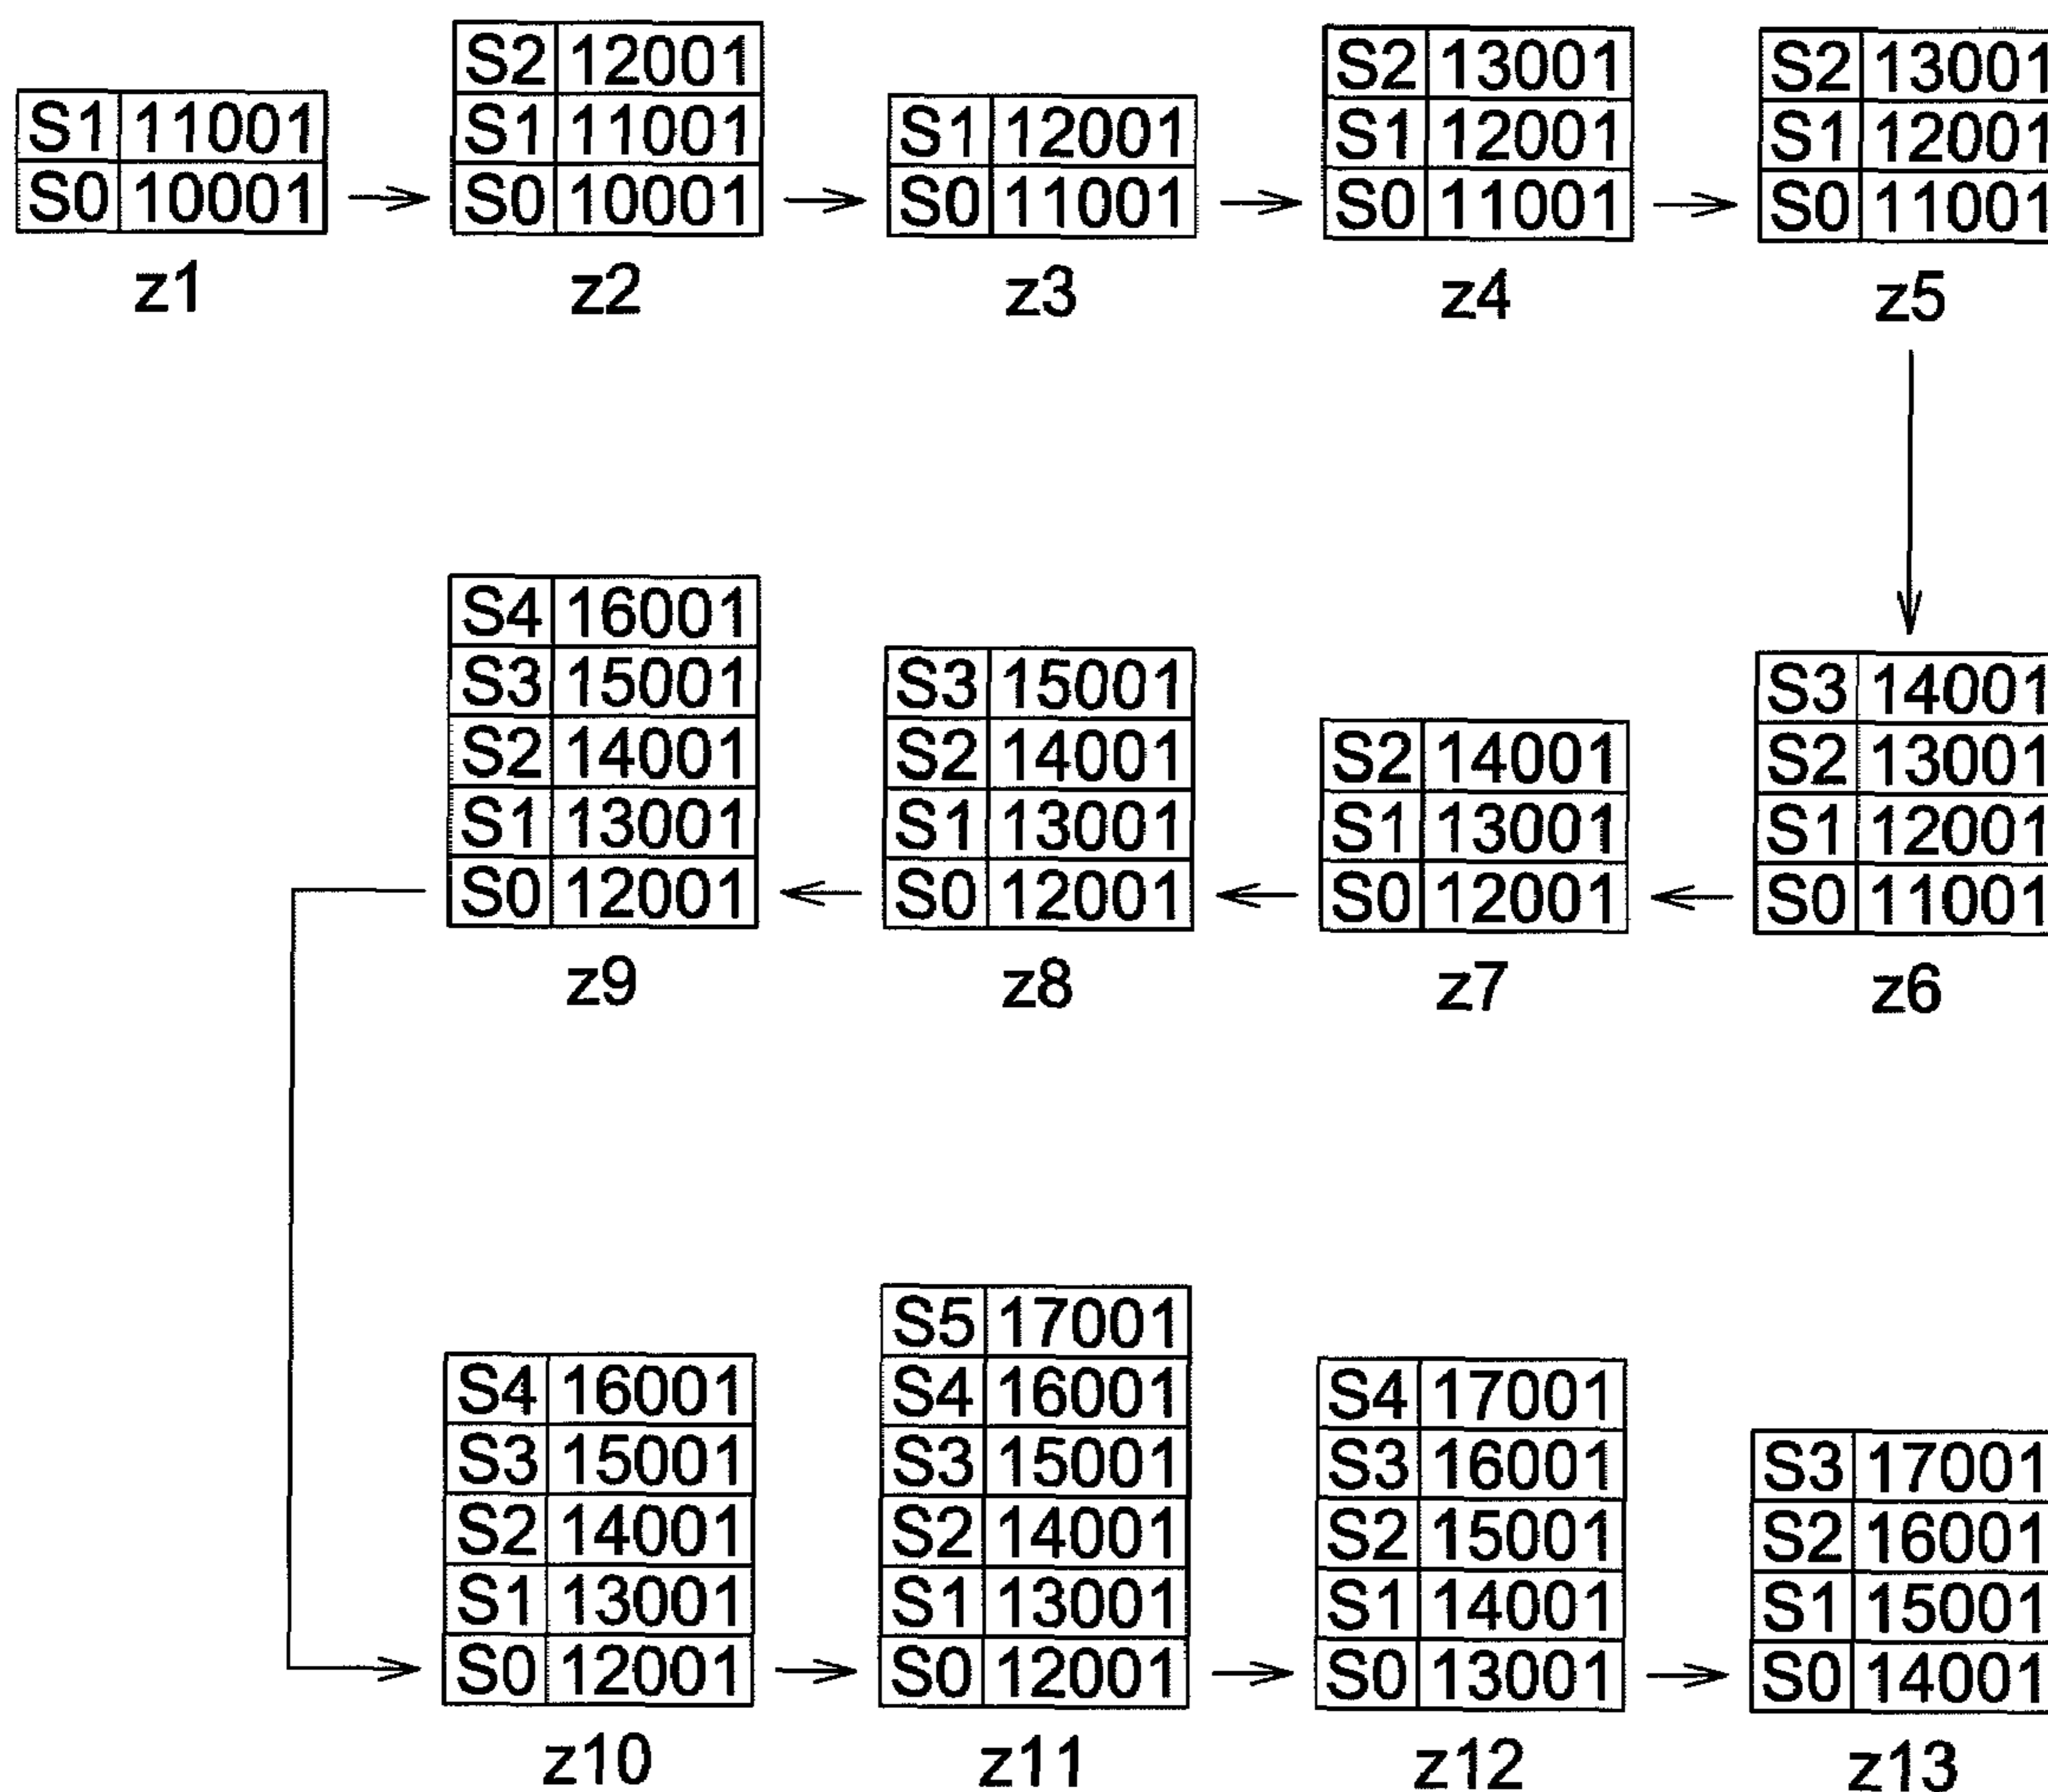 S1 11001
S0 10001
z1
S2 12001
S1 11001
S0 10001
z2
S1 12001
S0 11001
z3
S2 13001
S1 12001
S0 11001
z4
S2 13001
S1 12001
S0 11001
z5
S3 14001
S2 13001
S1 12001
S0 11001
z6
S2 14001
S1 13001
S0 12001
z7
S3 15001
S2 14001
S1 13001
S0 12001
z8
S4 16001
S3 15001
S2 14001
S1 13001
S0 12001
z9
S4 16001
S3 15001
S2 14001
S1 13001
S0 12001
z10
S5 17001
S4 16001
S3 15001
S2 14001
S1 13001
S0 12001
z11
S4 17001
S3 16001
S2 15001
S1 14001
S0 13001
z12
S3 17001
S2 16001
S1 15001
S0 14001
z13